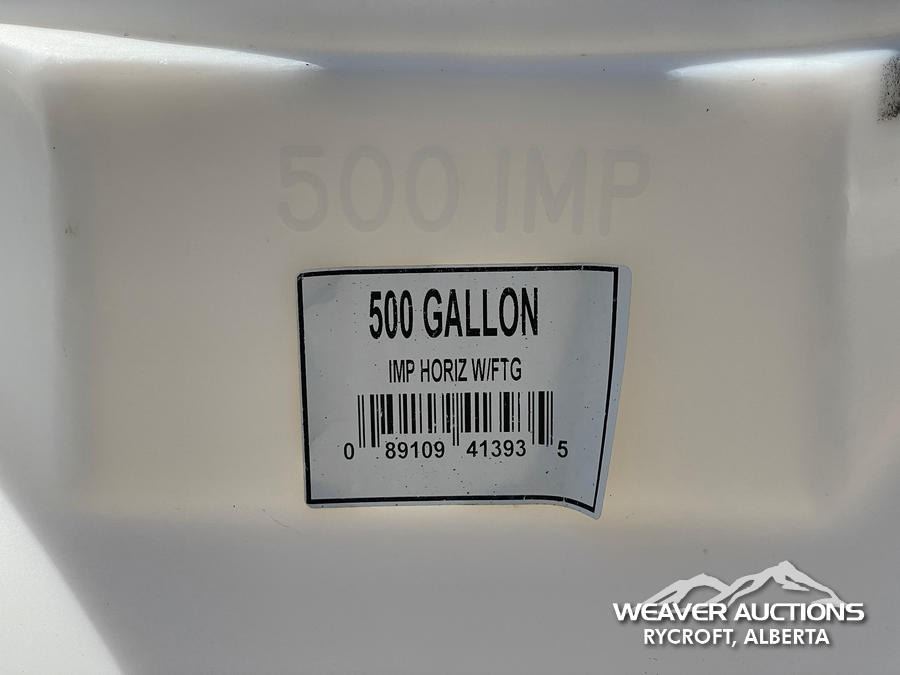 500 IMP
500 GALLON
IMP HORIZ W/FTG
0 89109 41393 5
WEAVER AUCTIONS
RYCROFT, ALBERTA